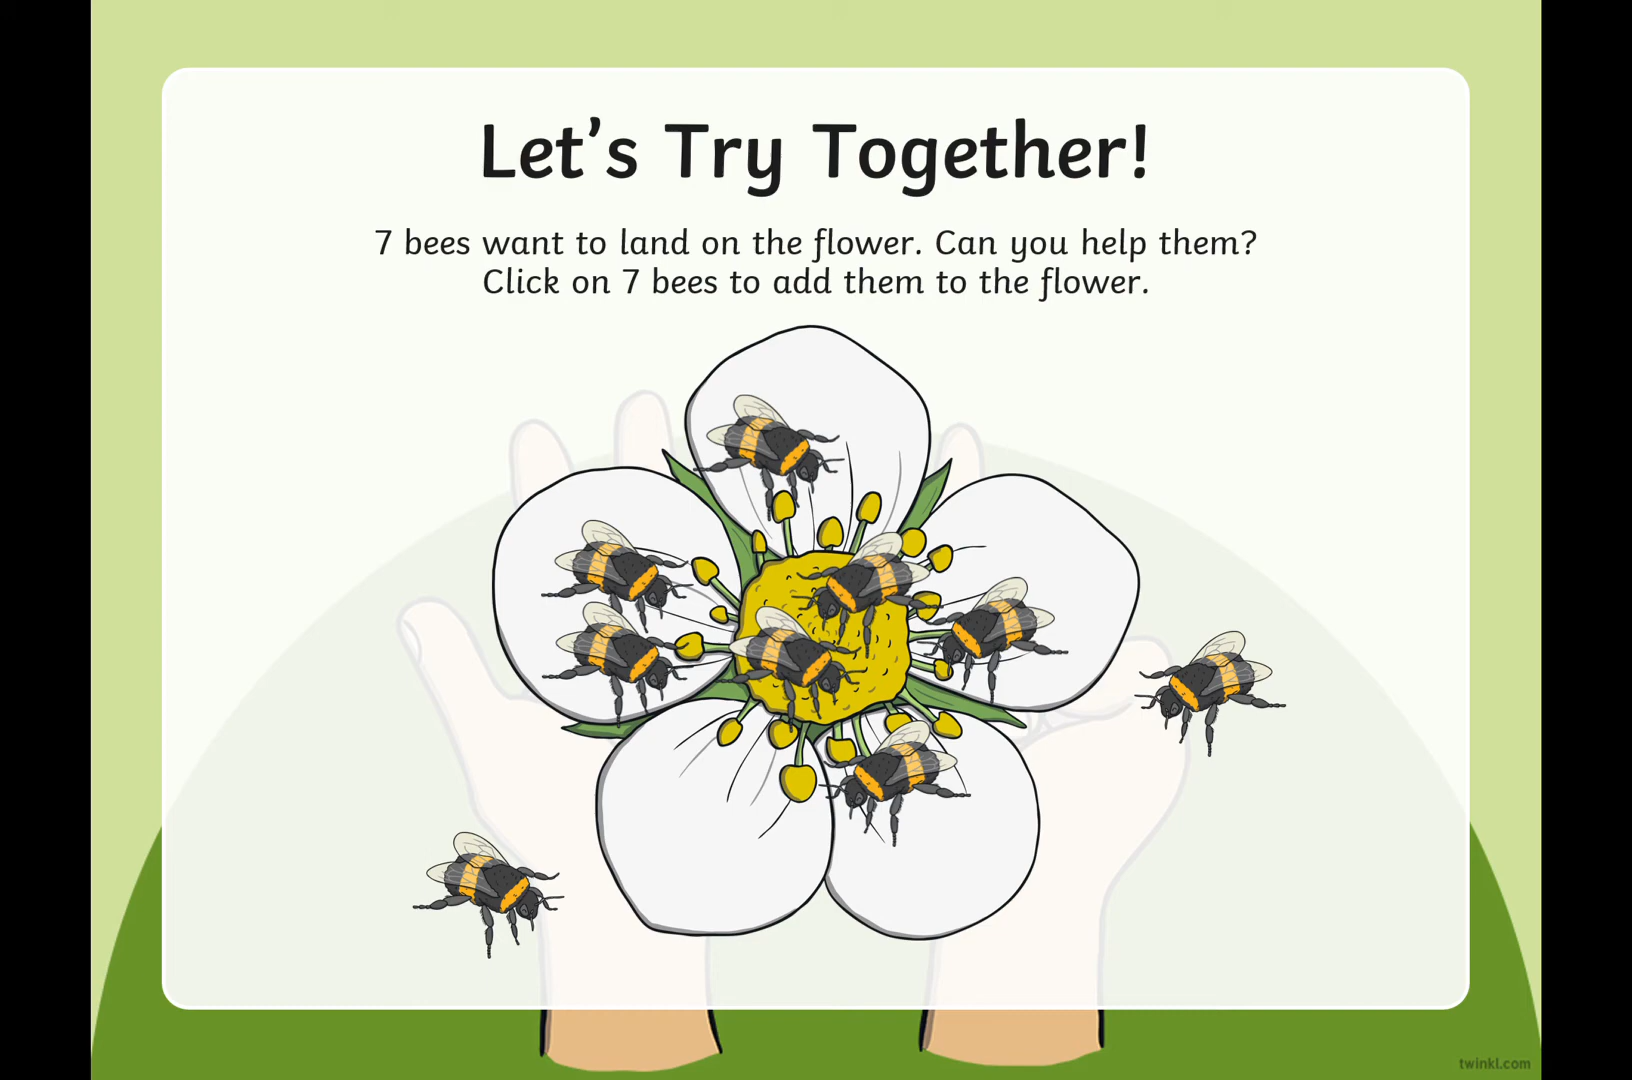 Let's Try Together!
7 bees want to land on the flower. Can you help them?
Click on 7 bees to add them to the flower.
twinkl.com